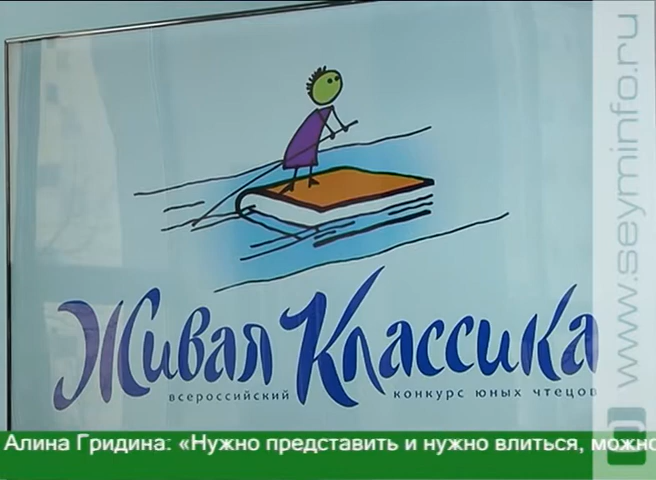 www.seyminfo.ru
Живая Классика
всероссийский конкурс юных чтецов
Алина Гридина: «Нужно представить и нужно влиться, можно